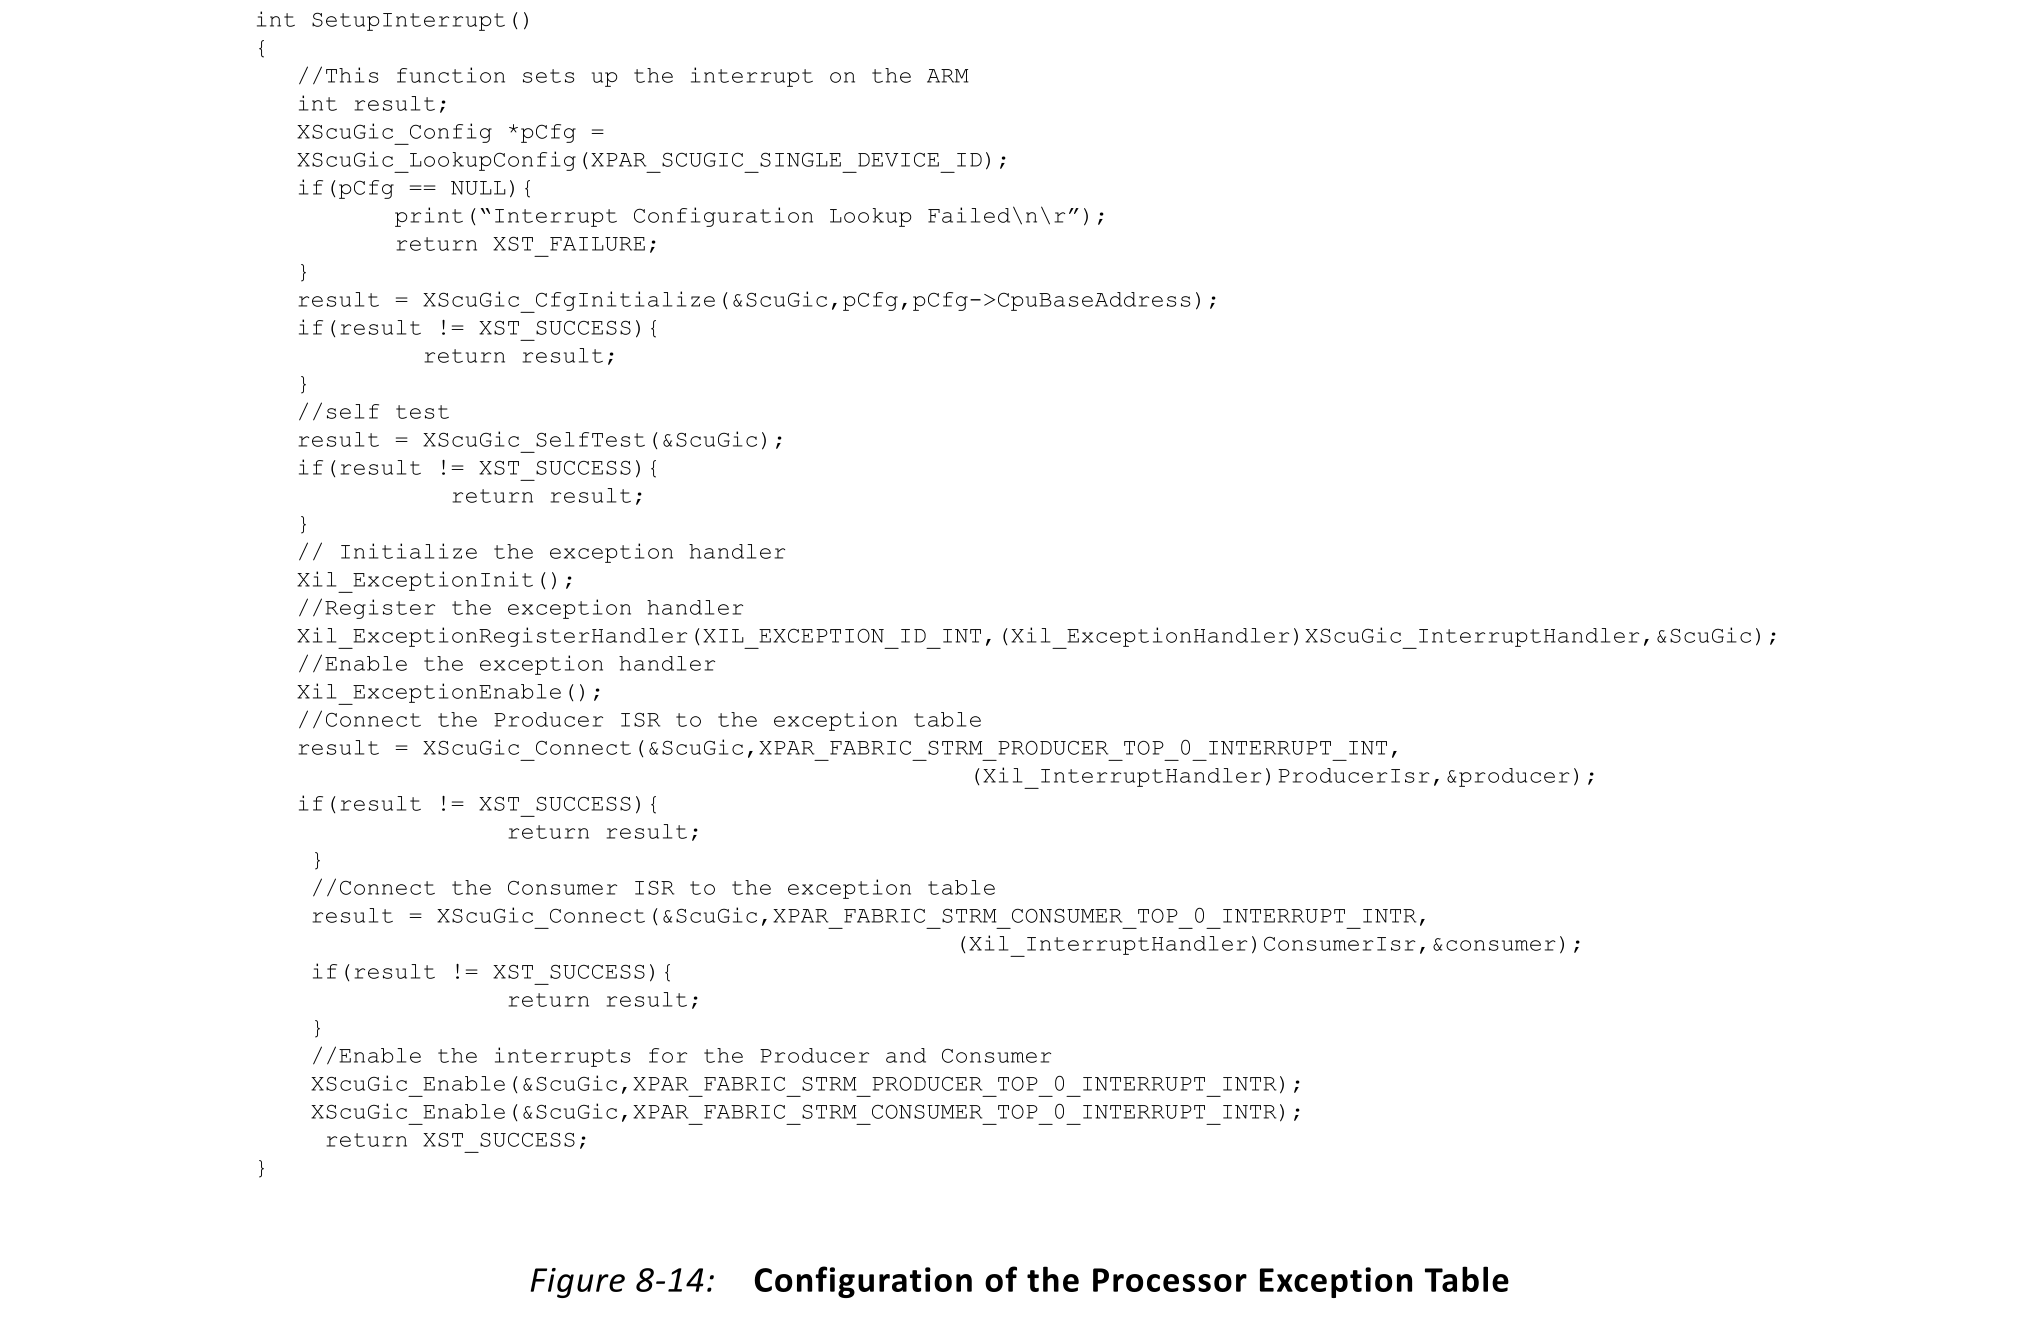 int SetupInterrupt()
{
//This function sets up the interrupt on the ARM
int result;
XScuGic_Config *pCfg =
XScuGic_LookupConfig(XPAR_SCUGIC_SINGLE_DEVICE_ID);
if(pCfg == NULL){
print(“Interrupt Configuration Lookup Failed\n\r”);
return XST_FAILURE;
}
result = XScuGic_CfgInitialize(&ScuGic,pCfg,pCfg->CpuBaseAddress);
if(result != XST_SUCCESS){
return result;
}
//self test
result = XScuGic_SelfTest(&ScuGic);
if(result != XST_SUCCESS){
return result;
}
// Initialize the exception handler
Xil_ExceptionInit();
//Register the exception handler
Xil_ExceptionRegisterHandler(XIL_EXCEPTION_ID_INT,(Xil_ExceptionHandler)XScuGic_InterruptHandler,&ScuGic);
//Enable the exception handler
Xil_ExceptionEnable();
//Connect the Producer ISR to the exception table
result = XScuGic_Connect(&ScuGic,XPAR_FABRIC_STRM_PRODUCER_TOP_0_INTERRUPT_INT,
(Xil_InterruptHandler)ProducerIsr,&producer);
if(result != XST_SUCCESS){
return result;
}
//Connect the Consumer ISR to the exception table
result = XScuGic_Connect(&ScuGic,XPAR_FABRIC_STRM_CONSUMER_TOP_0_INTERRUPT_INTR,
(Xil_InterruptHandler)ConsumerIsr,&consumer);
if(result != XST_SUCCESS){
return result;
}
//Enable the interrupts for the Producer and Consumer
XScuGic_Enable(&ScuGic,XPAR_FABRIC_STRM_PRODUCER_TOP_0_INTERRUPT_INTR);
XScuGic_Enable(&ScuGic,XPAR_FABRIC_STRM_CONSUMER_TOP_0_INTERRUPT_INTR);
return XST_SUCCESS;
}
Figure 8-14: Configuration of the Processor Exception Table